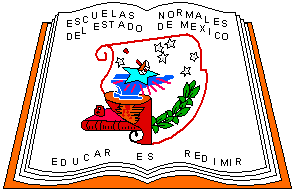 ESCUELAS NORMALES
DEL ESTADO DE MEXICO
EDUCAR ES REDIMIR